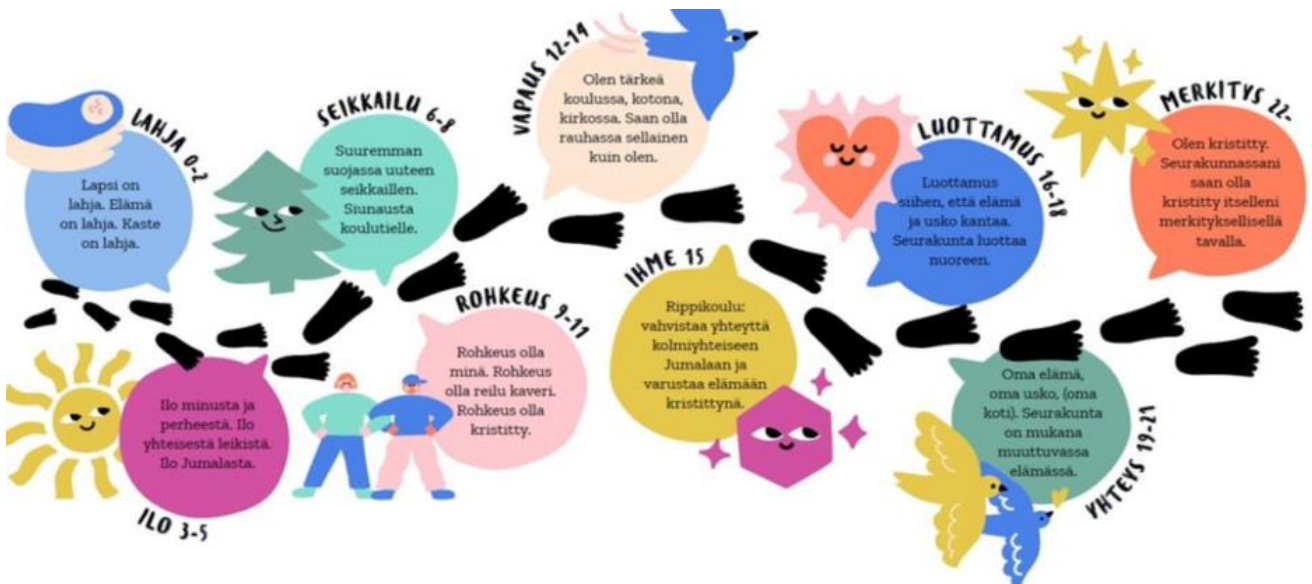 LAHJA 0-2
Lapsi on
lahja. Elämä
on lahja. Kaste
on lahja.
ILO 3-5
Ilo minusta ja
perheestä. Ilo
yhteisestä leikistä.
Ilo Jumalasta.
SEIKKAILU 6-8
Suuremman
suojassa uuteen
seikkaillen.
Siunausta
koulutielle.
ROHKEUS 9-11
Rohkeus olla
minä. Rohkeus
olla reilu kaveri.
Rohkeus olla
kristitty.
VAPAUS 12-14
Olen tärkeä
koulussa, kotona,
kirkossa. Saan olla
rauhassa sellainen
kuin olen.
IHME 15
Rippikoulu:
vahvistaa yhteyttä
kolmiyhteiseen
Jumalaan ja
varustaa elämään
kristittynä.
LUOTTAMUS 16-18
Luottamus
siihen, että elämä
ja usko kantaa.
Seurakunta luottaa
nuoreen.
YHTEYS 19-21
Oma elämä,
oma usko, (oma
koti). Seurakunta
on mukana
muuttuvassa
elämässä.
MERKITYS 22-
Olen kristitty.
Seurakunnassani
saan olla
kristitty itselleni
merkityksellisellä
tavalla.